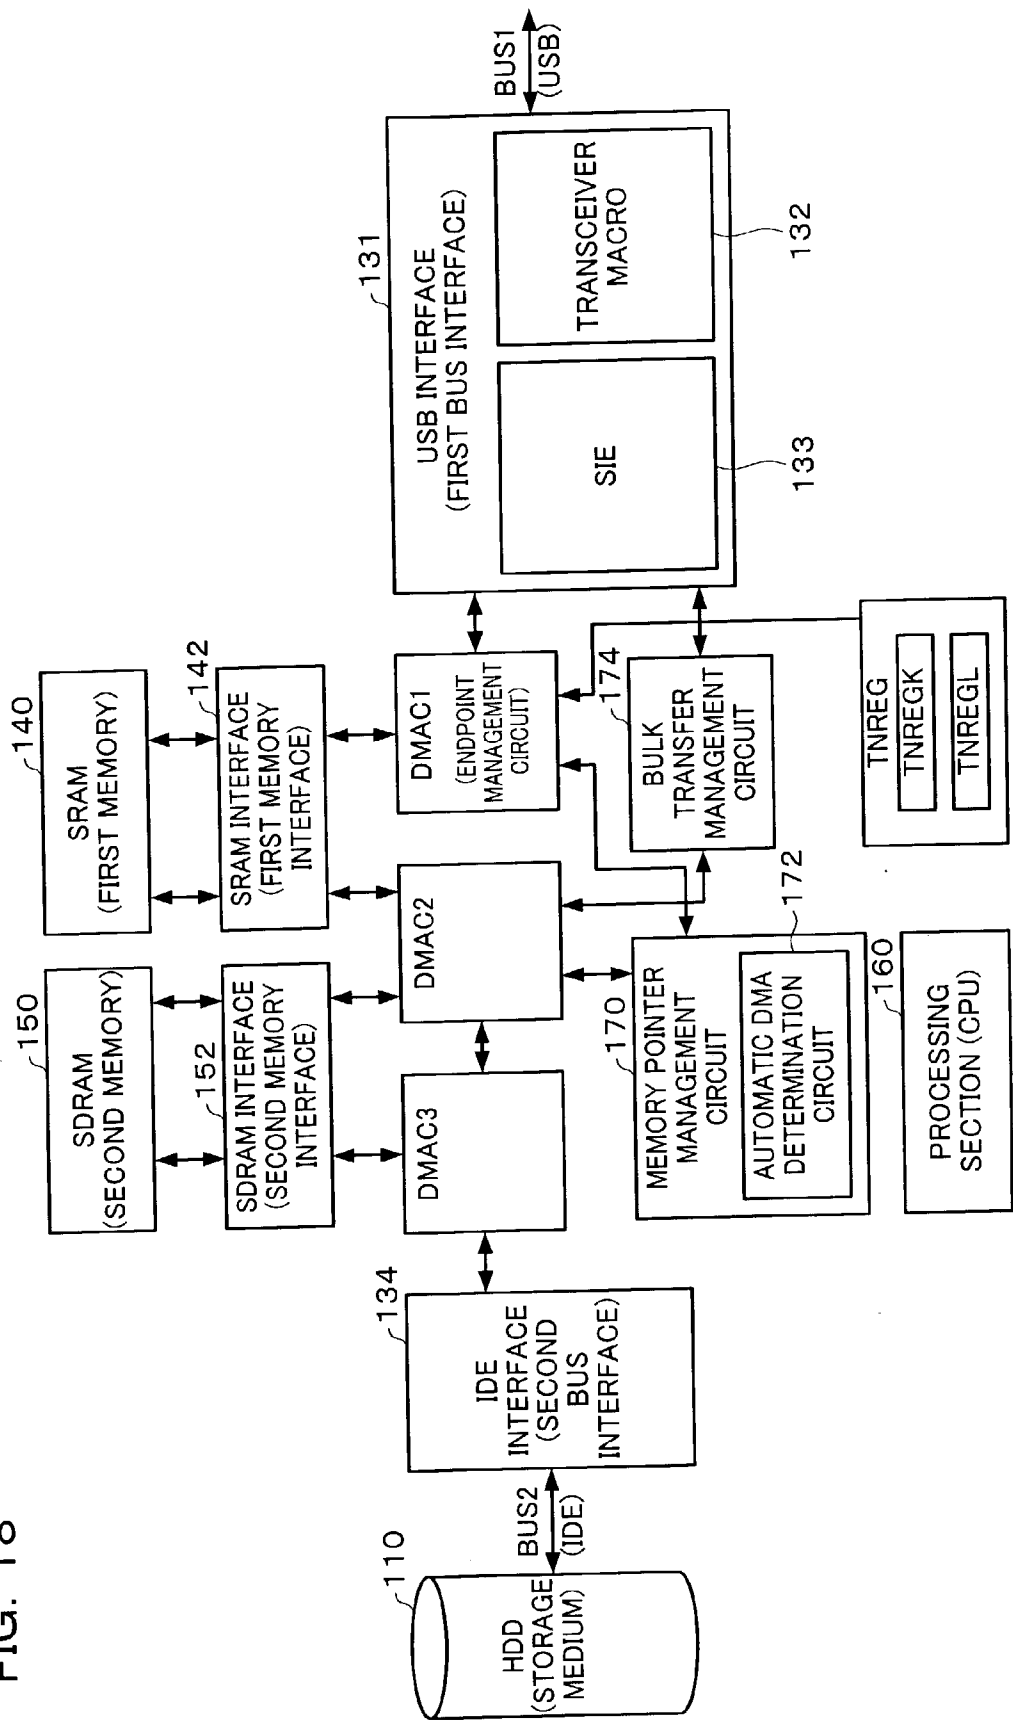 FIG. 18
110
HDD
(STORAGE
MEDIUM)
BUS2
(IDE)
134
IDE
INTERFACE
(SECOND
BUS
INTERFACE)
150
SDRAM
(SECOND MEMORY)
152
SDRAM INTERFACE
(SECOND MEMORY
INTERFACE)
140
SRAM
(FIRST MEMORY)
142
SRAM INTERFACE
(FIRST MEMORY
INTERFACE)
DMAC3
DMAC2
DMAC1
(ENDPOINT
MANAGEMENT
CIRCUIT)
131
USB INTERFACE
(FIRST BUS INTERFACE)
SIE
133
TRANSCEIVER
MACRO
132
BUS1
(USB)
170
MEMORY POINTER
MANAGEMENT
CIRCUIT
AUTOMATIC DMA
DETERMINATION
CIRCUIT
172
174
BULK
TRANSFER
MANAGEMENT
CIRCUIT
160
PROCESSING
SECTION (CPU)
TNREG
TNREGK
TNREGL